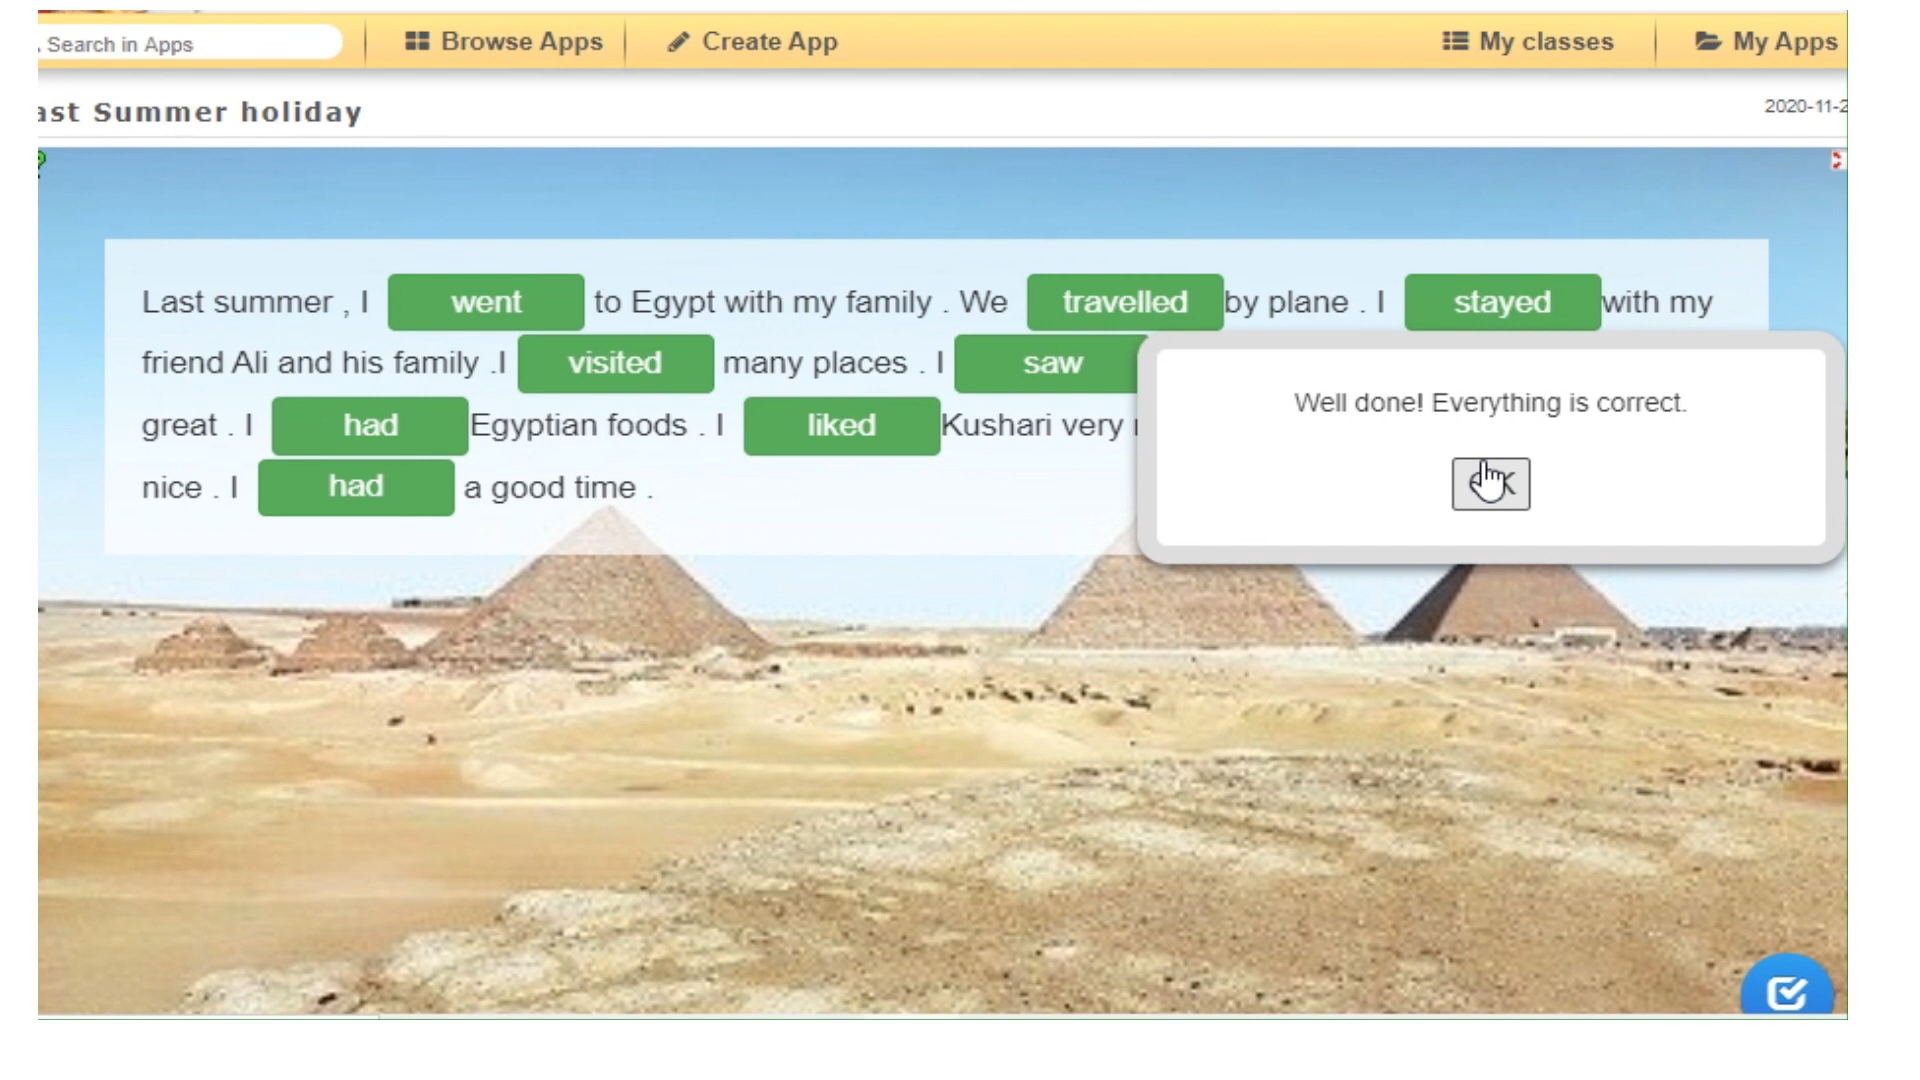 Search in Apps
Browse Apps
Create App
My classes
My Apps
Summer holiday
2020-11-2
Last summer , I went to Egypt with my family . We travelled by plane . I stayed with my
friend Ali and his family .I visited many places . I saw
great . I had Egyptian foods . I liked Kushari very
nice . I had a good time .
Well done! Everything is correct.